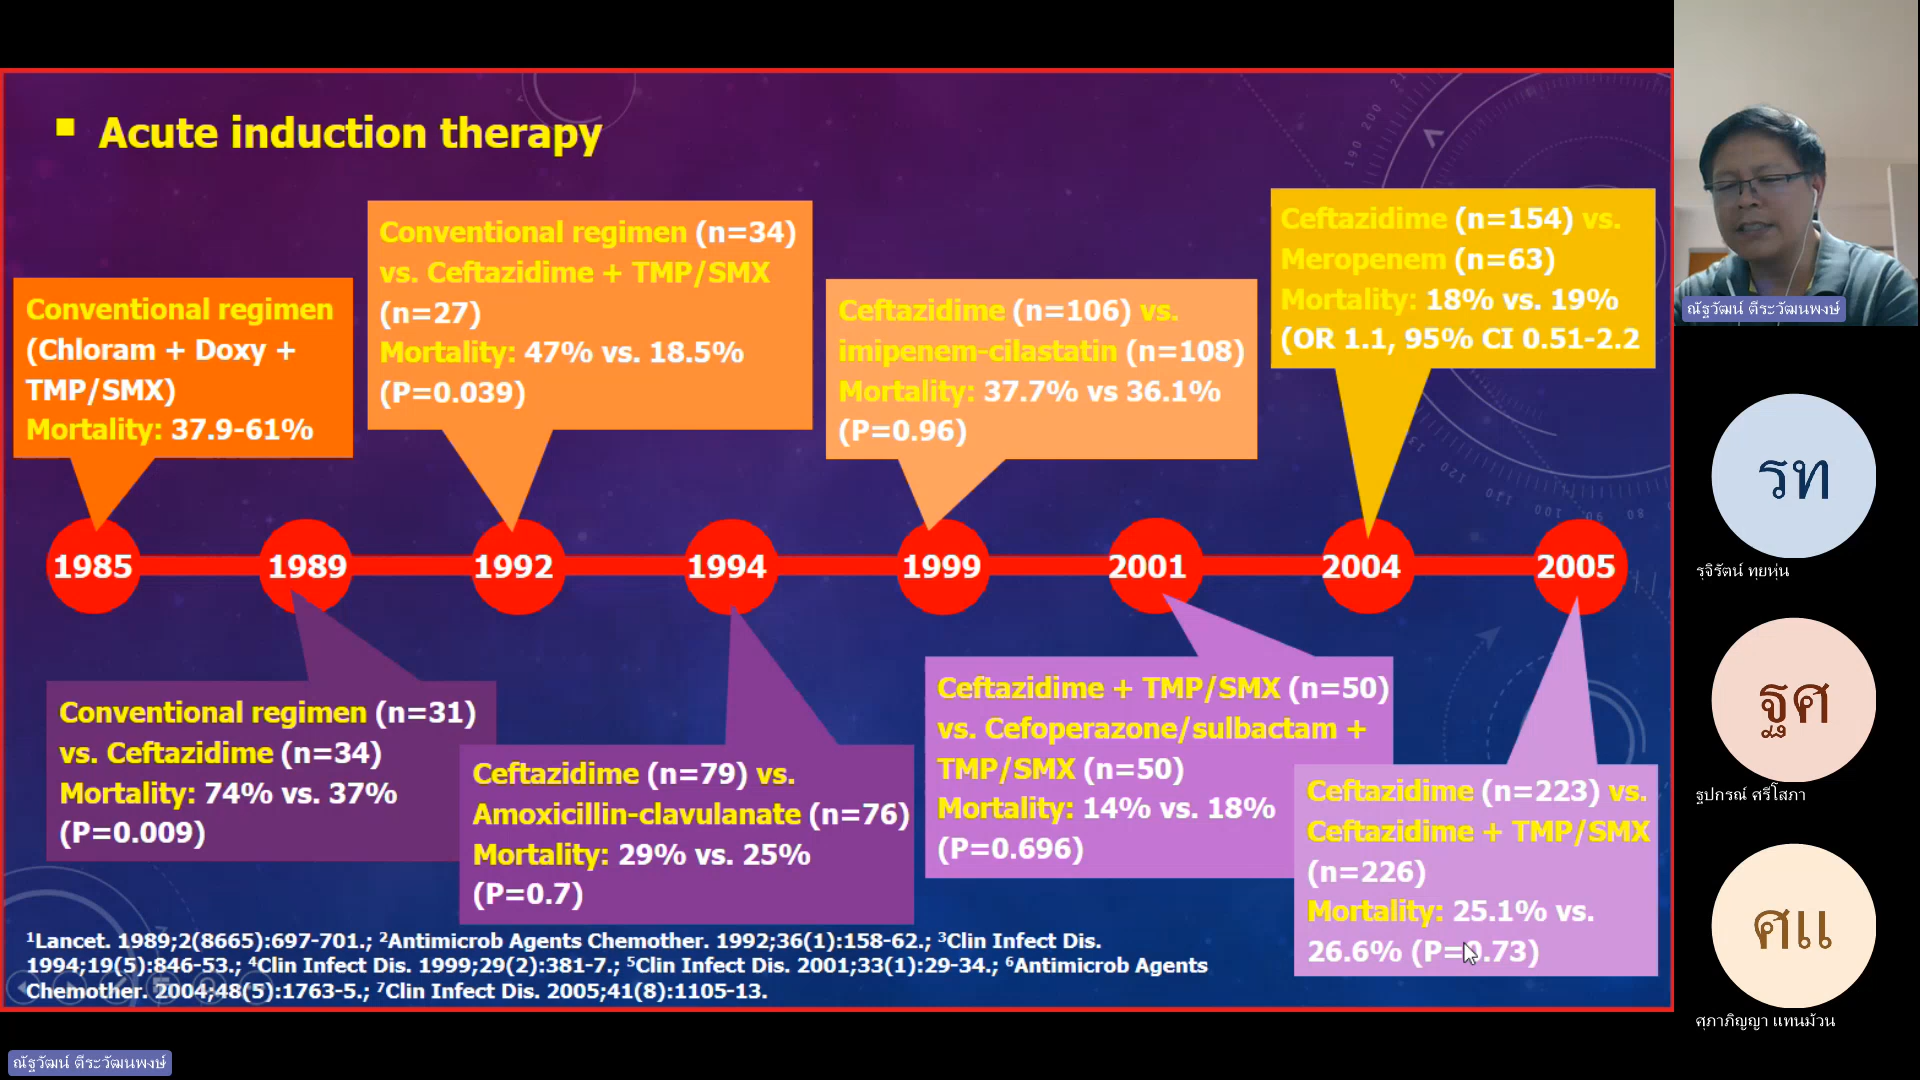 Acute induction therapy
Conventional regimen
(Chloram + Doxy +
TMP/SMX)
Mortality: 37.9-61%
Conventional regimen (n=34)
vs. Ceftazidime + TMP/SMX
(n=27)
Mortality: 47% vs. 18.5%
(P=0.039)
Ceftazidime (n=106) vs.
imipenem-cilastatin (n=108)
Mortality: 37.7% vs 36.1%
(P=0.96)
Ceftazidime (n=154) vs.
Meropenem (n=63)
Mortality: 18% vs. 19%
(OR 1.1, 95% CI 0.51-2.2
1985 1989 1992 1994 1999 2001 2004 2005
Conventional regimen (n=31)
vs. Ceftazidime (n=34)
Mortality: 74% vs. 37%
(P=0.009)
Ceftazidime (n=79) vs.
Amoxicillin-clavulanate (n=76)
Mortality: 29% vs. 25%
(P=0.7)
Ceftazidime + TMP/SMX (n=50)
vs. Cefoperazone/sulbactam +
TMP/SMX (n=50)
Mortality: 14% vs. 18%
(P=0.696)
Ceftazidime (n=223) vs.
Ceftazidime + TMP/SMX
(n=226)
Mortality: 25.1% vs.
26.6% (P=0.73)
¹Lancet. 1989;2(8665):697-701.; ²Antimicrob Agents Chemother. 1992;36(1):158-62.; ³Clin Infect Dis.
1994;19(5):846-53.; ⁴Clin Infect Dis. 1999;29(2):381-7.; ⁵Clin Infect Dis. 2001;33(1):29-34.; ⁶Antimicrob Agents
Chemother. 2004;48(5):1763-5.; ⁷Clin Infect Dis. 2005;41(8):1105-13.
ณัฐวัฒน์ ตีระวัฒนพงษ์
ณัฐวัฒน์ ตีระวัฒนพงษ์
รท
รุจิรัตน์ ทุยหุ่น
ฐศ
ฐปกรณ์ ศรีโสภา
ศแ
ศุภาภิญญา แทนม้วน